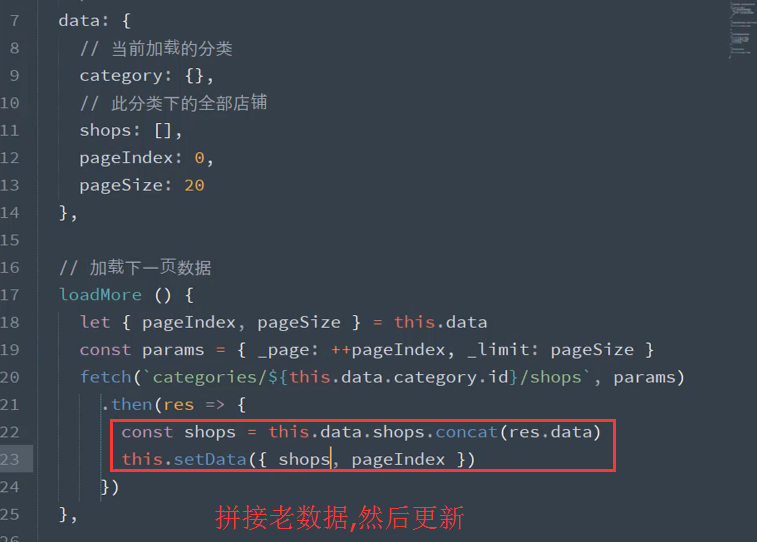 7 data: {
8 // 当前加载的分类
9 category: {},
10 // 此分类下的全部店铺
11 shops: [],
12 pageIndex: 0,
13 pageSize: 20
14 },
15
16 // 加载下一页数据
17 loadMore () {
18 let { pageIndex, pageSize } = this.data
19 const params = { _page: ++pageIndex, _limit: pageSize }
20 fetch(`categories/${this.data.category.id}/shops`, params)
21 .then(res => {
22 const shops = this.data.shops.concat(res.data)
23 this.setData({ shops, pageIndex })
24 })
25 },
拼接老数据,然后更新
26